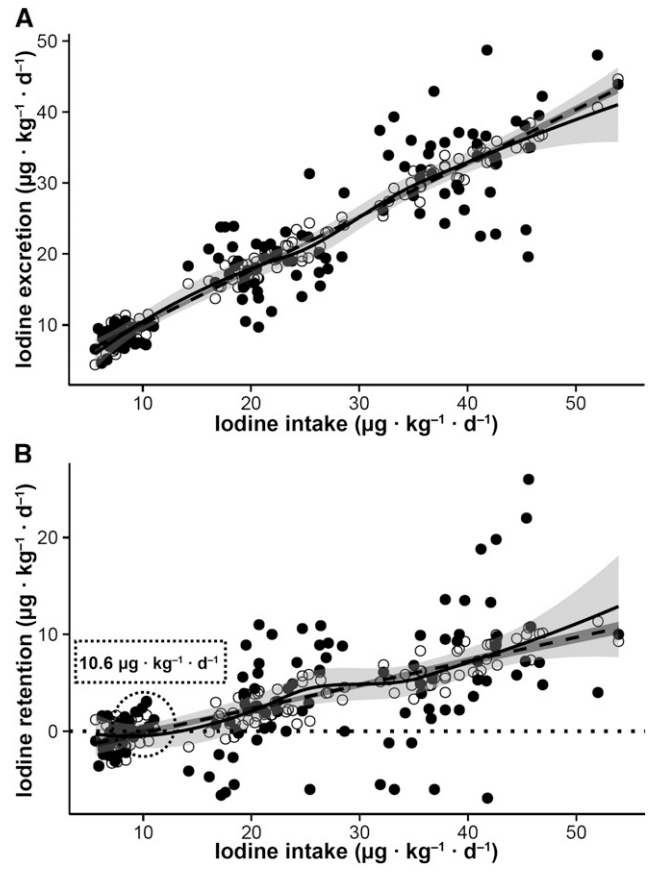 A
Iodine excretion (µg · kg⁻¹ · d⁻¹)
50
40
30
20
10
10 20 30 40 50
Iodine intake (µg · kg⁻¹ · d⁻¹)
B
Iodine retention (µg · kg⁻¹ · d⁻¹)
20
10
10.6 µg · kg⁻¹ · d⁻¹
0
10 20 30 40 50
Iodine intake (µg · kg⁻¹ · d⁻¹)